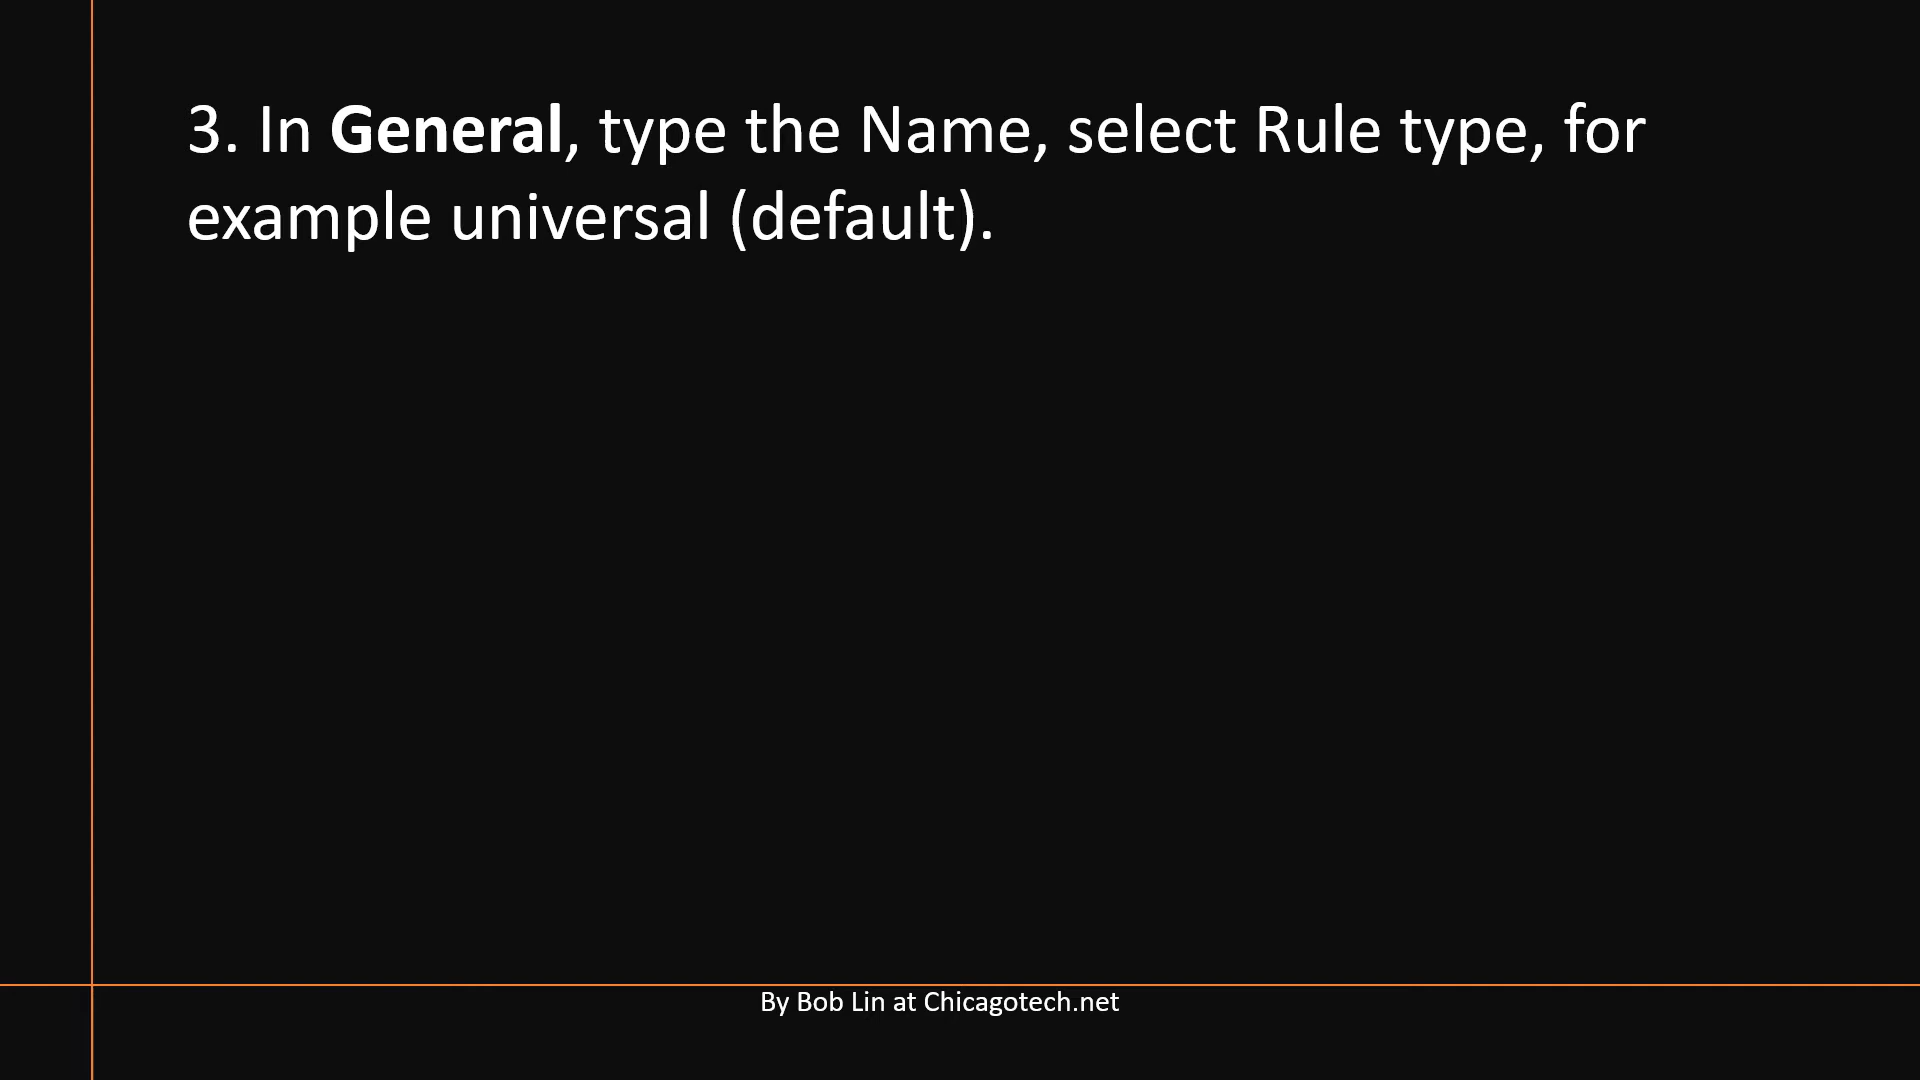 3. In General, type the Name, select Rule type, for
example universal (default).
By Bob Lin at Chicagotech.net